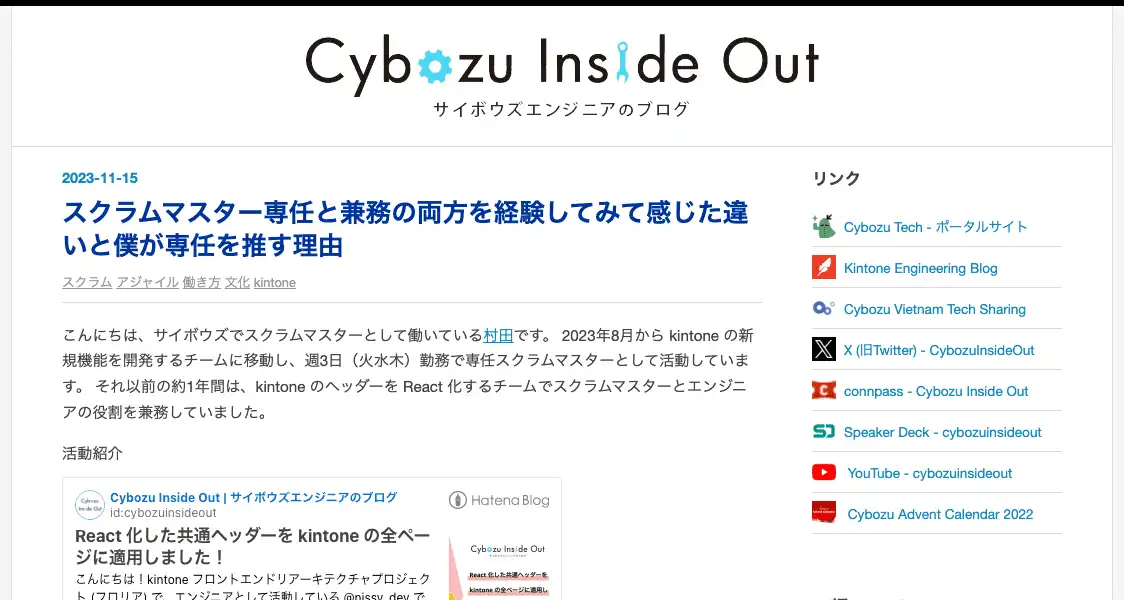 Cybozu Inside Out
サイボウズエンジニアのブログ
2023-11-15
スクラムマスター専任と兼務の両方を経験してみて感じた違
いと僕が専任を推す理由
スクラム アジャイル 働き方 文化 kintone
こんにちは、サイボウズでスクラムマスターとして働いている村田です。 2023年8月から kintone の新
規機能を開発するチームに移動し、週3日（火水木）勤務で専任スクラムマスターとして活動していま
す。 それ以前の約1年間は、kintone のヘッダーを React 化するチームでスクラムマスターとエンジニ
アの役割を兼務していました。
活動紹介
Cybozu Inside Out | サイボウズエンジニアのブログ
id:cybozuinsideout
Hatena Blog
React 化した共通ヘッダーを kintone の全ペー
ジに適用しました！
こんにちは！kintone フロントエンドリアーキテクチャプロジェク
ト (フロリア) で、エンジニアとして活動している @nissy_dev で
Cybozu Inside Out
React 化した共通ヘッダーを
kintone の全ページに適用し
リンク
Cybozu Tech - ポータルサイト
Kintone Engineering Blog
Cybozu Vietnam Tech Sharing
X (旧Twitter) - CybozuInsideOut
connpass - Cybozu Inside Out
Speaker Deck - cybozuinsideout
YouTube - cybozuinsideout
Cybozu Advent Calendar 2022